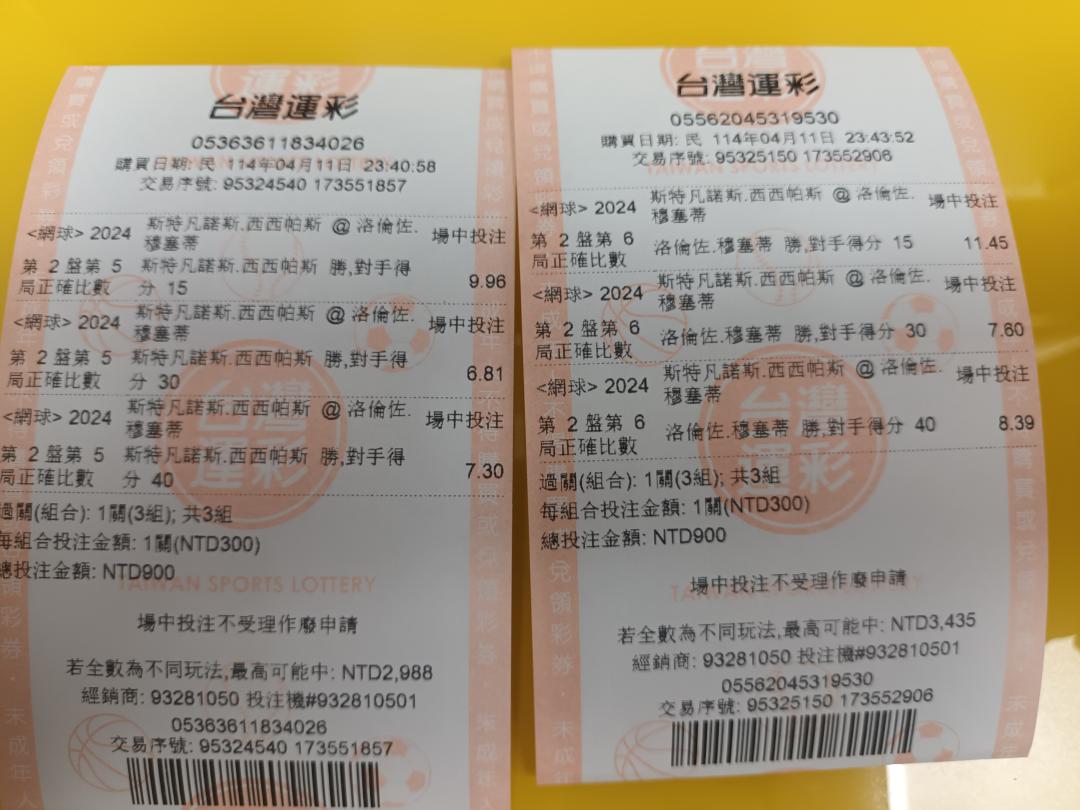 台灣運彩
05363611834026
購買日期: 民 114年04月11日 23:40:58
交易序號: 95324540 173551857
<網球> 2024 斯特凡諾斯.西西帕斯 @ 洛倫佐.穆塞蒂 場中投注
第 2 盤第 5 局正確比數 斯特凡諾斯.西西帕斯 勝,對手得分 15 9.96
<網球> 2024 斯特凡諾斯.西西帕斯 @ 洛倫佐.穆塞蒂 場中投注
第 2 盤第 5 局正確比數 斯特凡諾斯.西西帕斯 勝,對手得分 30 6.81
<網球> 2024 斯特凡諾斯.西西帕斯 @ 洛倫佐.穆塞蒂 場中投注
第 2 盤第 5 局正確比數 斯特凡諾斯.西西帕斯 勝,對手得分 40 7.30
過關(組合): 1關(3組); 共3組
每組合投注金額: 1關(NTD300)
總投注金額: NTD900
TAIWAN SPORTS LOTTERY
場中投注不受理作廢申請
若全數為不同玩法,最高可能中: NTD2,988
經銷商: 93281050 投注機#932810501
05363611834026
交易序號: 95324540 173551857
台灣運彩
05562045319530
購買日期: 民 114年04月11日 23:43:52
交易序號: 95325150 173552906
<網球> 2024 斯特凡諾斯.西西帕斯 @ 洛倫佐.穆塞蒂 場中投注
第 2 盤第 6 局正確比數 洛倫佐.穆塞蒂 勝,對手得分 15 11.45
<網球> 2024 斯特凡諾斯.西西帕斯 @ 洛倫佐.穆塞蒂 場中投注
第 2 盤第 6 局正確比數 洛倫佐.穆塞蒂 勝,對手得分 30 7.60
<網球> 2024 斯特凡諾斯.西西帕斯 @ 洛倫佐.穆塞蒂 場中投注
第 2 盤第 6 局正確比數 洛倫佐.穆塞蒂 勝,對手得分 40 8.39
過關(組合): 1關(3組); 共3組
每組合投注金額: 1關(NTD300)
總投注金額: NTD900
場中投注不受理作廢申請
若全數為不同玩法,最高可能中: NTD3,435
經銷商: 93281050 投注機#932810501
05562045319530
交易序號: 95325150 173552906